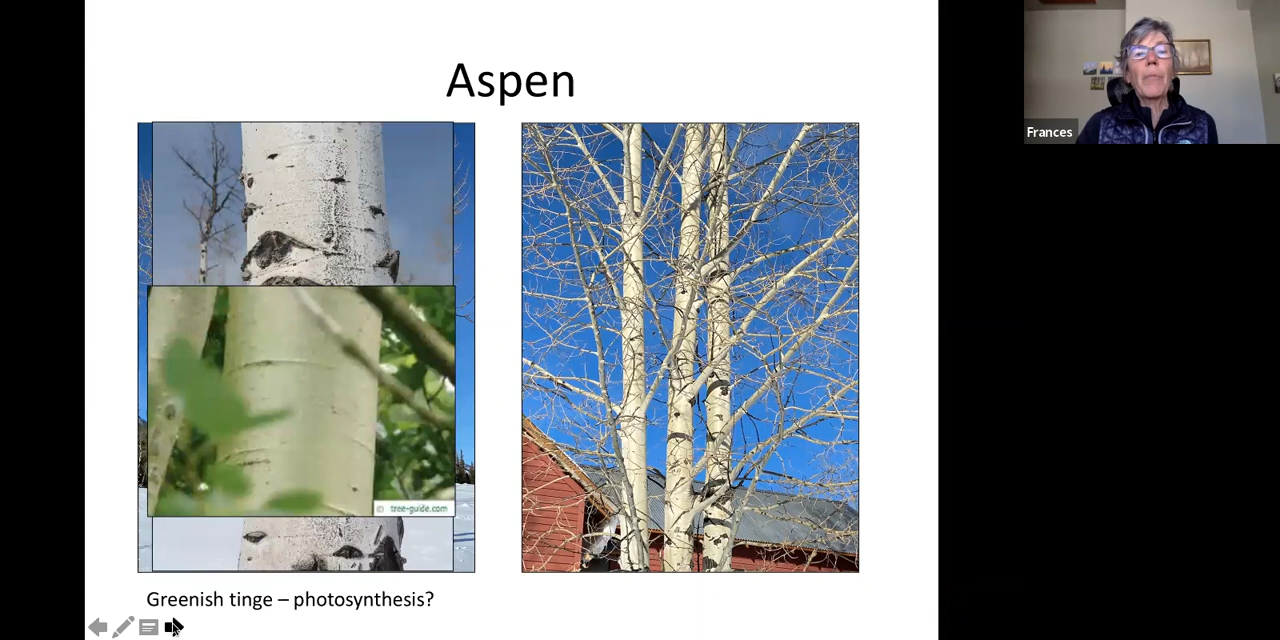 Aspen
Frances
© tree-guide.com
Greenish tinge – photosynthesis?